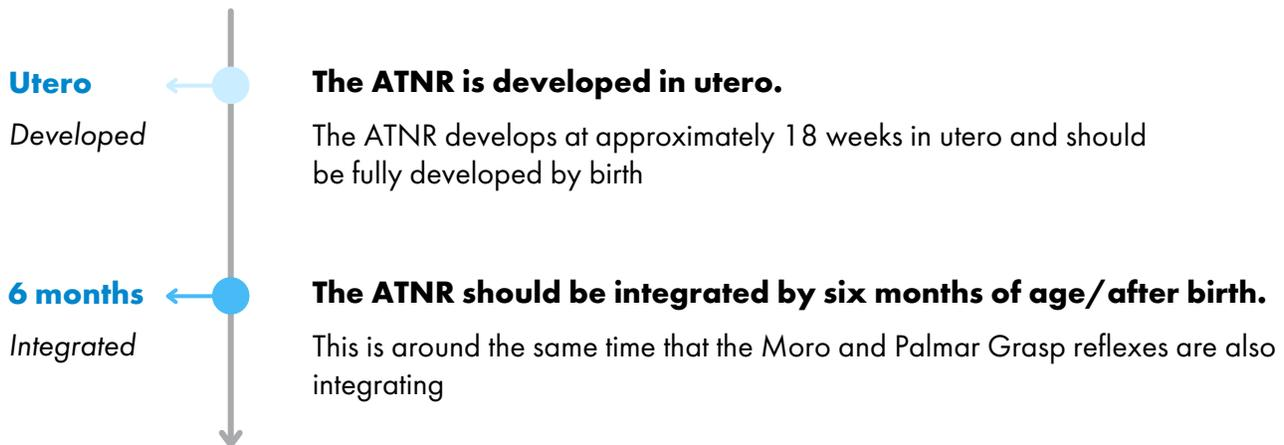 Utero
The ATNR is developed in utero.
Developed
The ATNR develops at approximately 18 weeks in utero and should
be fully developed by birth
6 months
The ATNR should be integrated by six months of age/after birth.
Integrated
This is around the same time that the Moro and Palmar Grasp reflexes are also
integrating